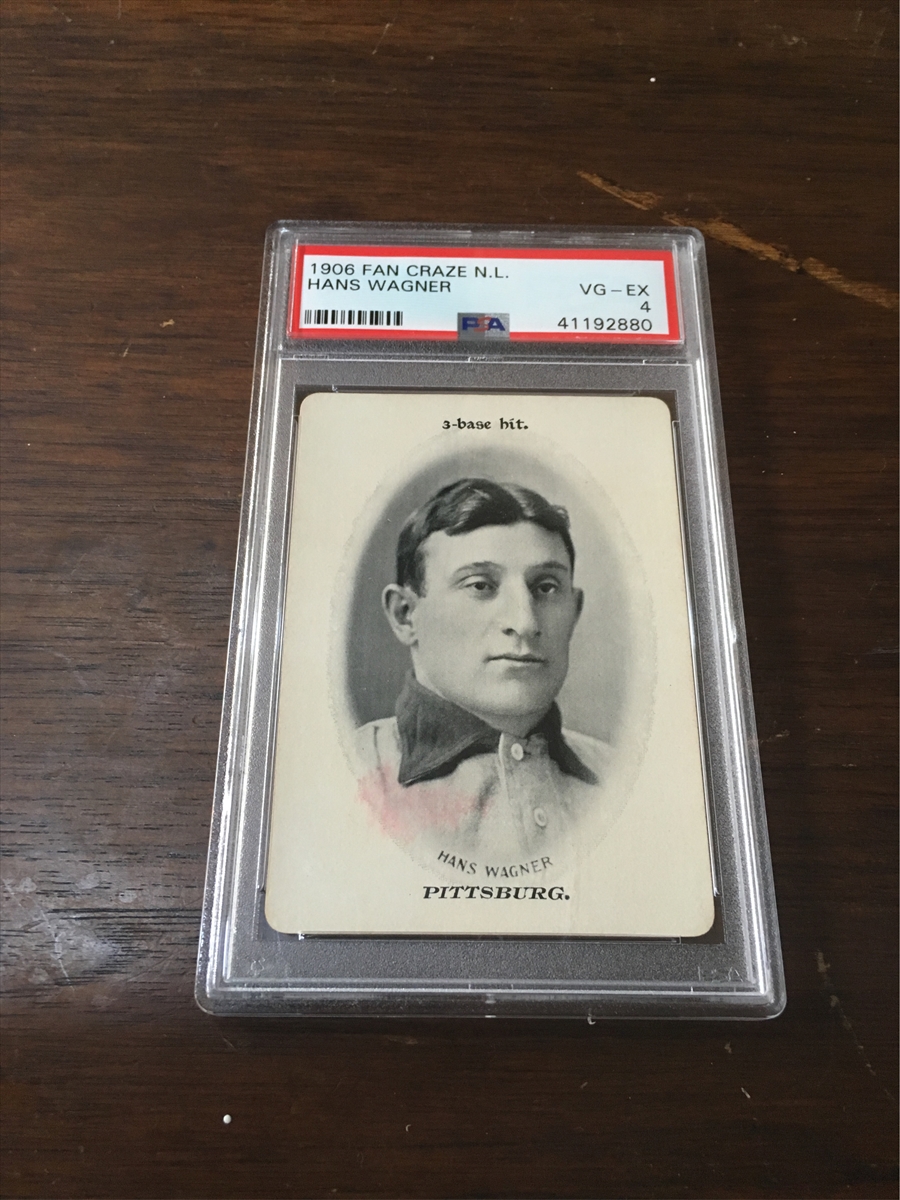 1906 FAN CRAZE N.L.
HANS WAGNER
VG-EX
4
PSA
41192880
3-base hit.
HANS WAGNER
PITTSBURG.